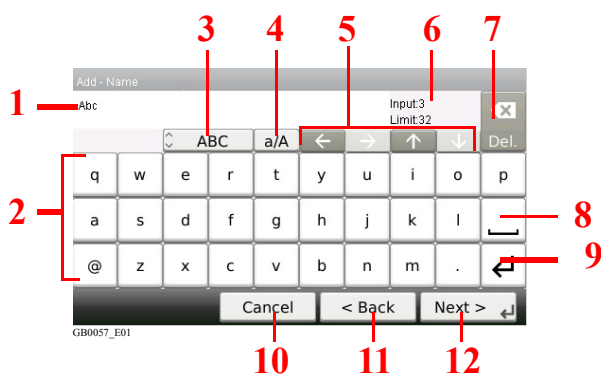 3 4 5 6 7
Add - Name
1 Abc Input:3
Limit:32
ABC a/A ← → ↑ ↓ Del.
2
q w e r t y u i o p
a s d f g h j k l 8
@ z x c v b n m . 9
Cancel < Back Next >
GB0057_E01
10 11 12